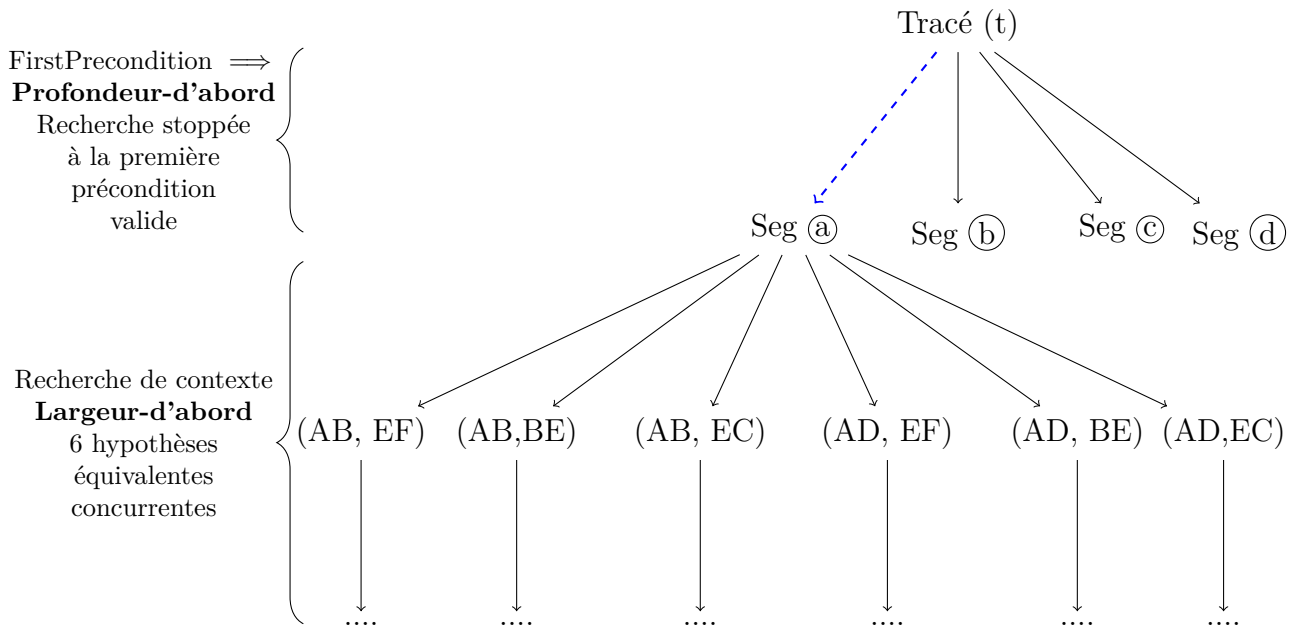 Tracé (t)
FirstPrecondition ⟹
Profondeur-d'abord
Recherche stoppée
à la première
précondition
valide
Seg ⓐ Seg ⓑ Seg ⓒ Seg ⓓ
Recherche de contexte
Largeur-d'abord
6 hypothèses
équivalentes
concurrentes
(AB, EF) (AB,BE) (AB, EC) (AD, EF) (AD, BE) (AD,EC)
.... .... .... .... .... ....